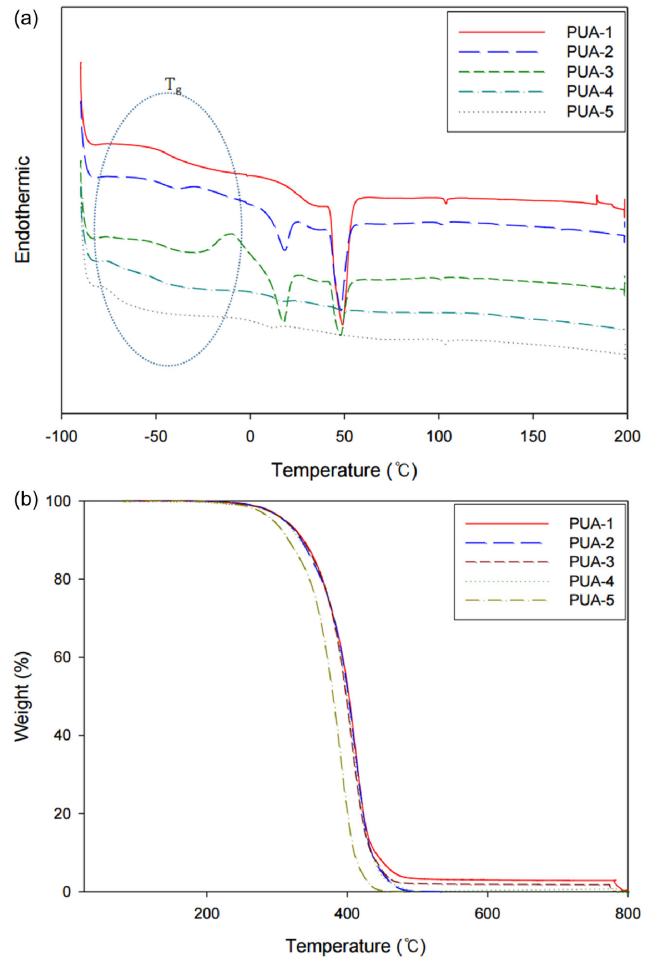 (a)
PUA-1
PUA-2
PUA-3
PUA-4
PUA-5
Tg
Endothermic
-100 -50 0 50 100 150 200
Temperature (℃)
(b)
100
80
60
40
20
0
PUA-1
PUA-2
PUA-3
PUA-4
PUA-5
Weight (%)
200 400 600 800
Temperature (℃)